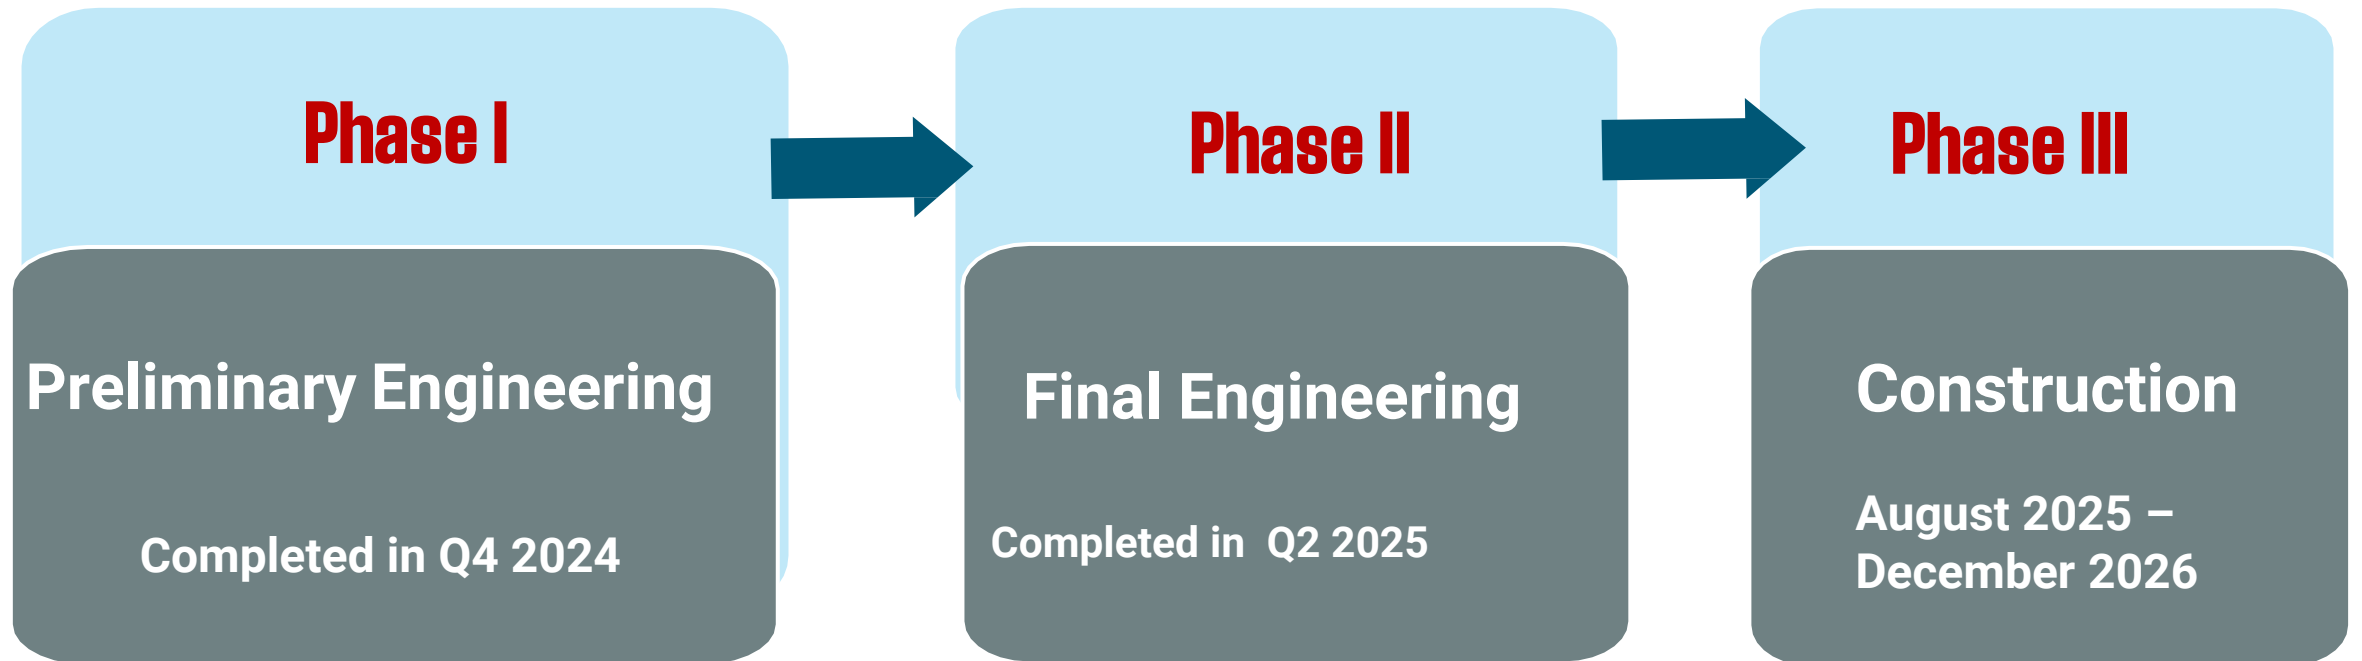 Phase I
Preliminary Engineering
Completed in Q4 2024
Phase II
Final Engineering
Completed in  Q2 2025
Phase III
Construction
August 2025 –
December 2026